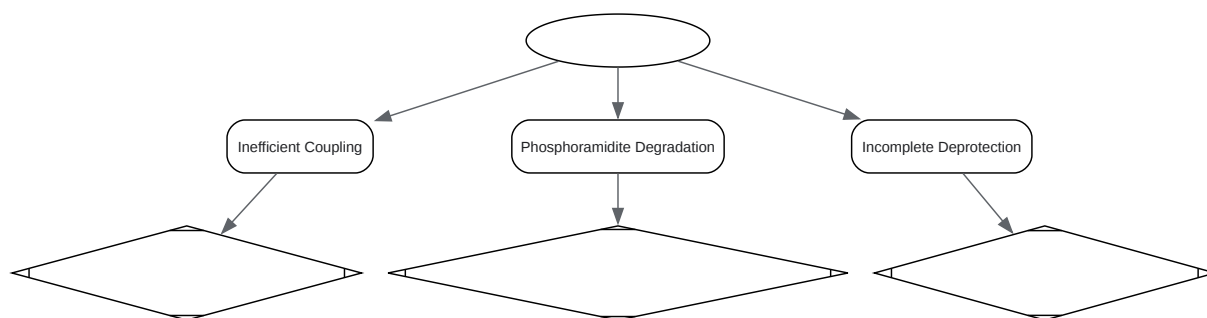 Inefficient Coupling
Phosphoramidite Degradation
Incomplete Deprotection